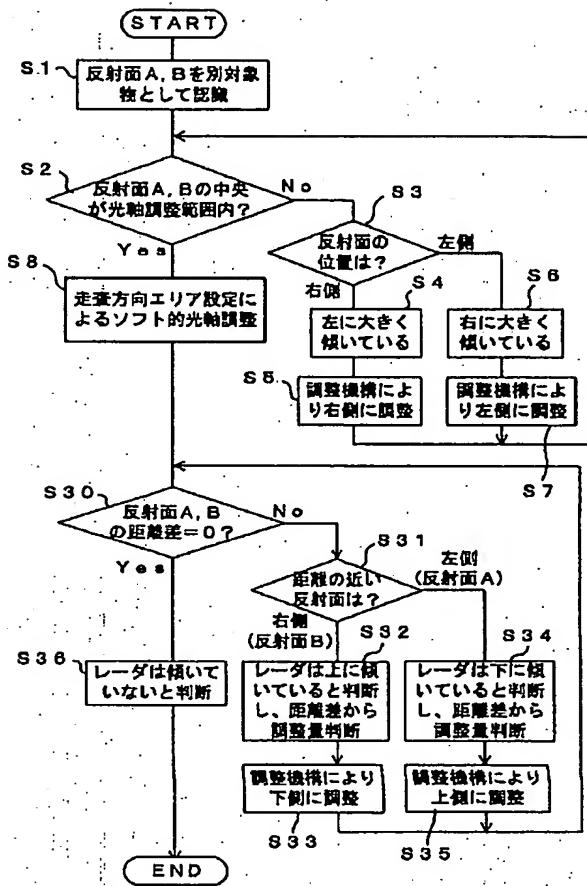 START
S1
反射面A,Bを別対象
物として認識
S2
反射面A,Bの中央
が光軸調整範囲内?
No
Yes
S3
反射面の
位置は?
左側
右側
S4
左に大きく
傾いている
S5
調整機構によ
り右側に調整
S6
右に大きく
傾いている
調整機構によ
り左側に調整
S7
S8
走査方向エリア設定に
よるソフト的光軸調整
S30
反射面A,B
の距離差=0?
No
Yes
S31
距離の近い
反射面は?
左側
(反射面A)
右側
(反射面B)
S32
レーダは上に傾
いていると判断
し、距離差から
調整量判断
調整機構により
下側に調整
S33
S34
レーダは下に傾
いていると判断
し、距離差から
調整量判断
調整機構により
上側に調整
S35
S36
レーダは傾いて
いないと判断
END